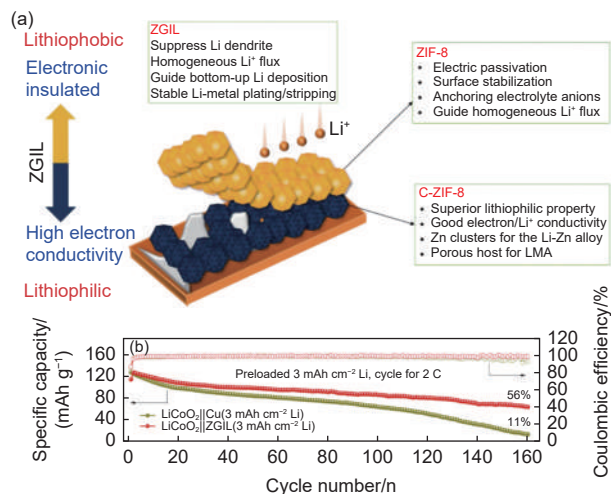 (a)
Lithiophobic
Electronic
insulated
ZGIL
High electron
conductivity
Lithiophilic
ZGIL
Suppress Li dendrite
Homogeneous Li⁺ flux
Guide bottom-up Li deposition
Stable Li-metal plating/stripping
Li⁺
ZIF-8
• Electric passivation
• Surface stabilization
• Anchoring electrolyte anions
• Guide homogeneous Li⁺ flux
C-ZIF-8
• Superior lithiophilic property
• Good electron/Li⁺ conductivity
• Zn clusters for the Li-Zn alloy
• Porous host for LMA
(b)
Specific capacity/
(mAh g⁻¹)
160
120
80
40
0
Preloaded 3 mAh cm⁻² Li, cycle for 2 C
56%
11%
LiCoO₂||Cu(3 mAh cm⁻² Li)
LiCoO₂||ZGIL(3 mAh cm⁻² Li)
0 20 40 60 80 100 120 140 160
Cycle number/n
120
100
80
60
40
20
0
Coulombic efficiency/%